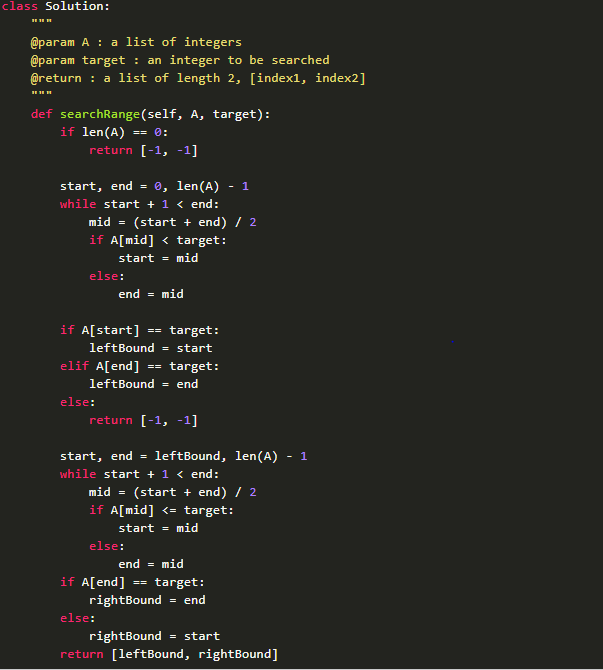 class Solution:
    """
    @param A : a list of integers
    @param target : an integer to be searched
    @return : a list of length 2, [index1, index2]
    """
    def searchRange(self, A, target):
        if len(A) == 0:
            return [-1, -1]

        start, end = 0, len(A) - 1
        while start + 1 < end:
            mid = (start + end) / 2
            if A[mid] < target:
                start = mid
            else:
                end = mid

        if A[start] == target:
            leftBound = start
        elif A[end] == target:
            leftBound = end
        else:
            return [-1, -1]

        start, end = leftBound, len(A) - 1
        while start + 1 < end:
            mid = (start + end) / 2
            if A[mid] <= target:
                start = mid
            else:
                end = mid
        if A[end] == target:
            rightBound = end
        else:
            rightBound = start
        return [leftBound, rightBound]